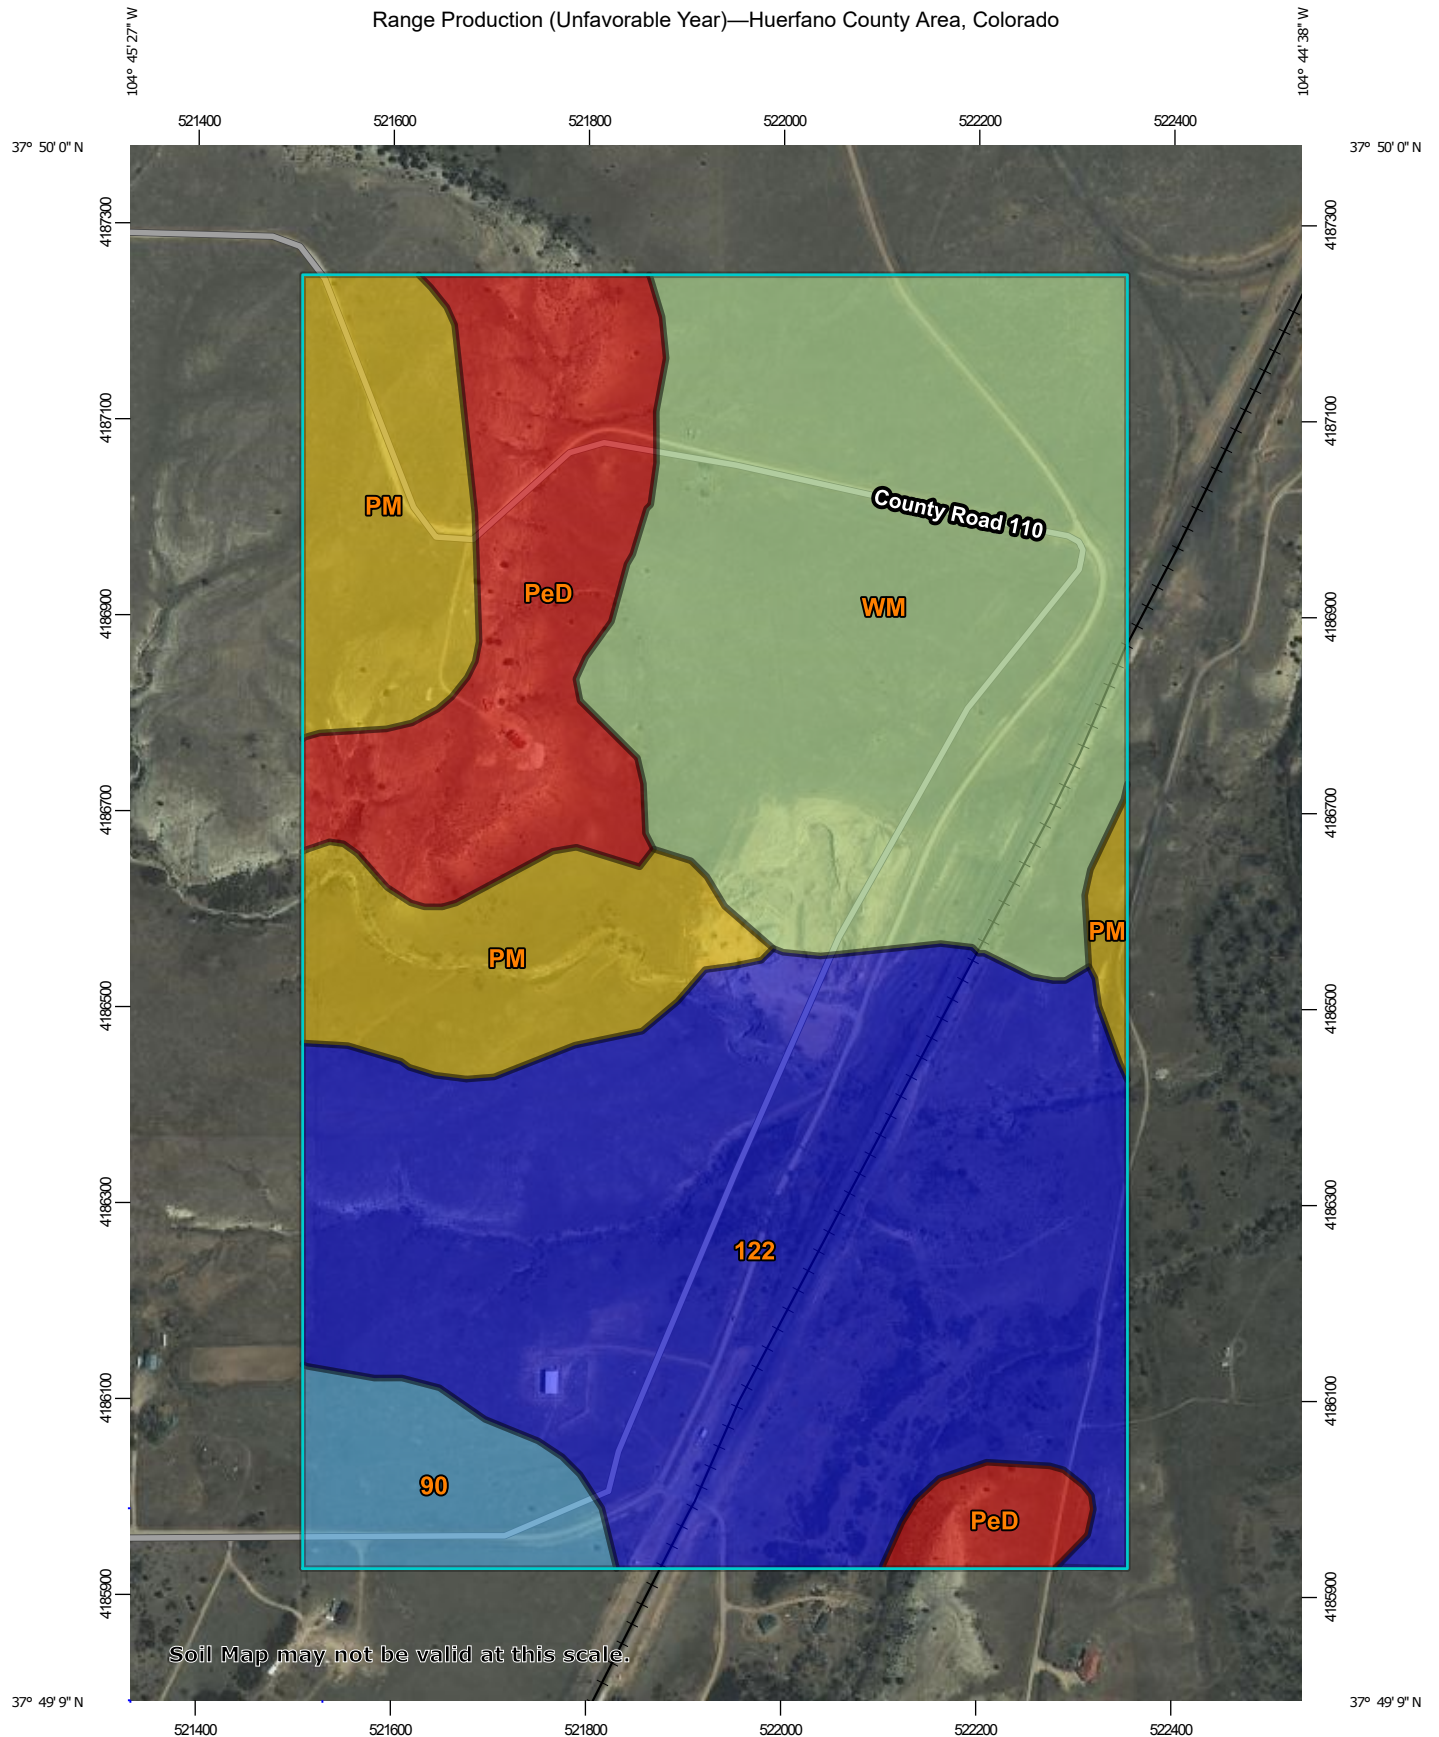 Range Production (Unfavorable Year)—Huerfano County Area, Colorado
104° 45' 27" W
104° 44' 38" W
521400 521600 521800 522000 522200 522400
37° 50' 0" N
37° 50' 0" N
4187300
4187300
4187100
4187100
PM
County Road 110
PeD
WM
4186900
4186900
4186700
4186700
PM
PM
4186500
4186500
4186300
4186300
122
4186100
4186100
90
PeD
4185900
4185900
Soil Map may not be valid at this scale.
37° 49' 9" N
37° 49' 9" N
521400 521600 521800 522000 522200 522400